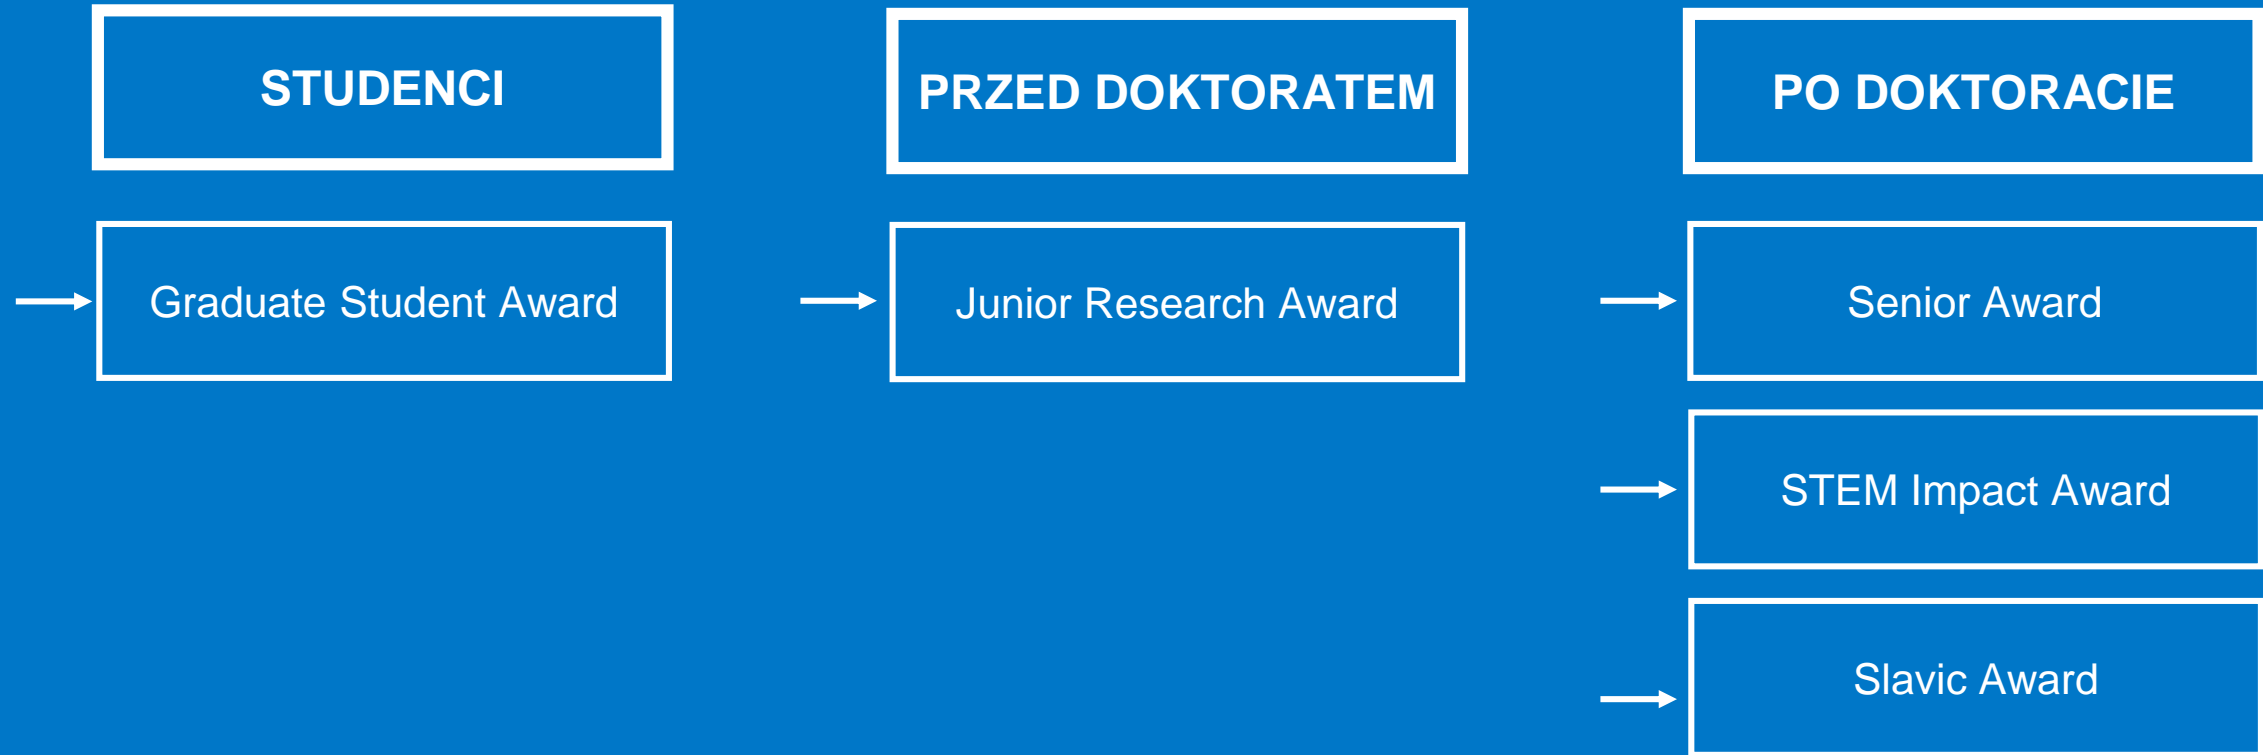 STUDENCI
Graduate Student Award
PRZED DOKTORATEM
Junior Research Award
PO DOKTORACIE
Senior Award
STEM Impact Award
Slavic Award